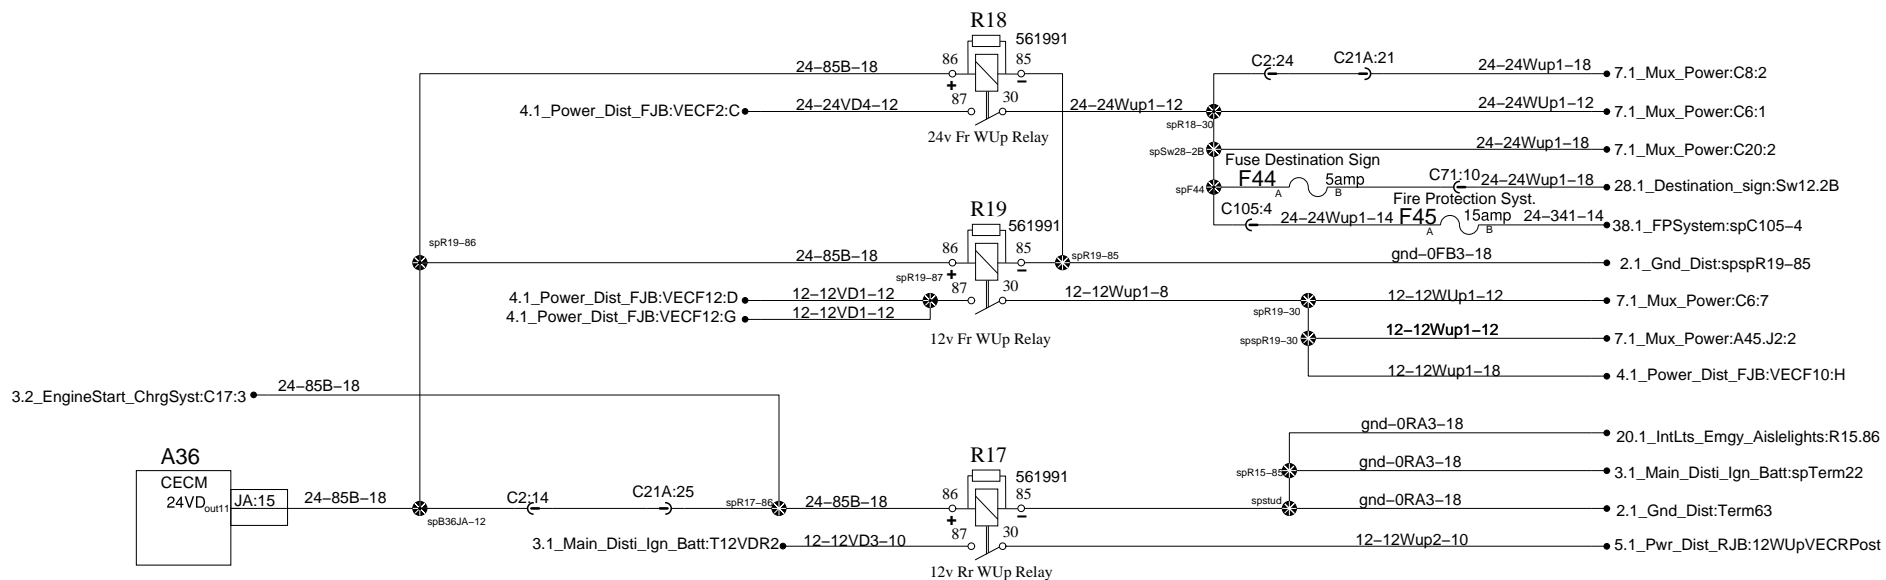 R18
561991
86
85
24-85B-18
+
-
87
30
4.1_Power_Dist_FJB:VECF2:C
24-24VD4-12
24-24Wup1-12
24v Fr WUp Relay
C2:24
C21A:21
24-24Wup1-18
7.1_Mux_Power:C8:2
24-24WUp1-12
7.1_Mux_Power:C6:1
spR18-30
spSw28-2B
24-24Wup1-18
7.1_Mux_Power:C20:2
Fuse Destination Sign
spF44
F44
A
5amp
B
C71:10
24-24Wup1-18
28.1_Destination_sign:Sw12.2B
Fire Protection Syst.
C105:4
24-24Wup1-14
F45
A
15amp
B
24-341-14
38.1_FPSystem:spC105-4
R19
561991
spR19-86
24-85B-18
86
85
+
-
spR19-85
gnd-0FB3-18
2.1_Gnd_Dist:spspR19-85
spR19-87
87
30
4.1_Power_Dist_FJB:VECF12:D
12-12VD1-12
4.1_Power_Dist_FJB:VECF12:G
12-12VD1-12
12-12Wup1-8
12v Fr WUp Relay
spR19-30
12-12WUp1-12
7.1_Mux_Power:C6:7
spspR19-30
12-12Wup1-12
7.1_Mux_Power:A45.J2:2
12-12Wup1-18
4.1_Power_Dist_FJB:VECF10:H
3.2_EngineStart_ChrgSyst:C17:3
24-85B-18
A36
CECM
24VD
out11
JA:15
24-85B-18
spB36JA-12
C2:14
C21A:25
spR17-86
24-85B-18
R17
561991
86
85
+
-
87
30
3.1_Main_Disti_Ign_Batt:T12VDR2
12-12VD3-10
12v Rr WUp Relay
gnd-0RA3-18
20.1_IntLts_Emgy_Aislelights:R15.86
spR15-85
gnd-0RA3-18
3.1_Main_Disti_Ign_Batt:spTerm22
spstud
gnd-0RA3-18
2.1_Gnd_Dist:Term63
12-12Wup2-10
5.1_Pwr_Dist_RJB:12WUpVECRPost